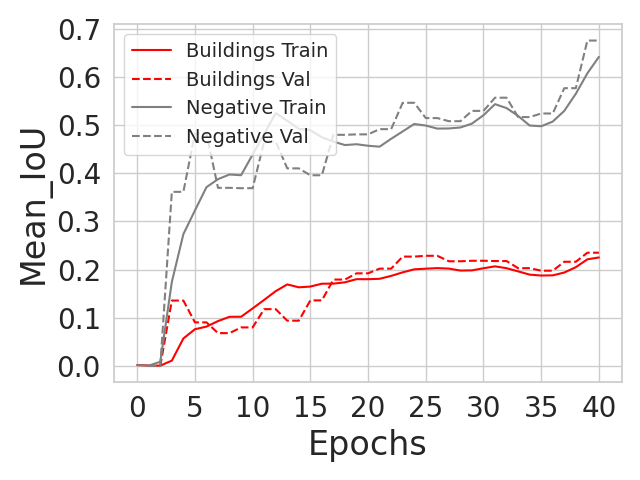 0.7
0.6
0.5
0.4
0.3
0.2
0.1
0.0
Mean_IoU
Buildings Train
Buildings Val
Negative Train
Negative Val
0 5 10 15 20 25 30 35 40
Epochs